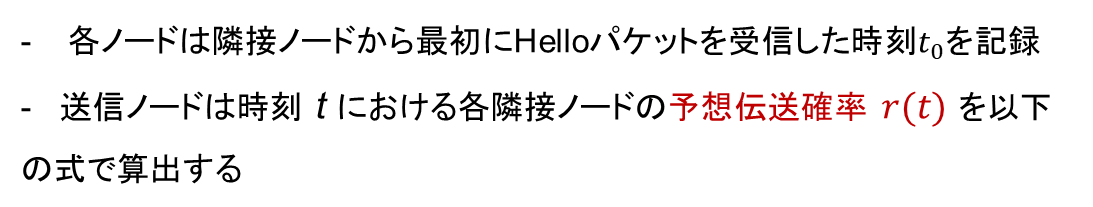 - 各ノードは隣接ノードから最初にHelloパケットを受信した時刻t₀を記録
- 送信ノードは時刻 t における各隣接ノードの予想伝送確率 r(t) を以下
の式で算出する